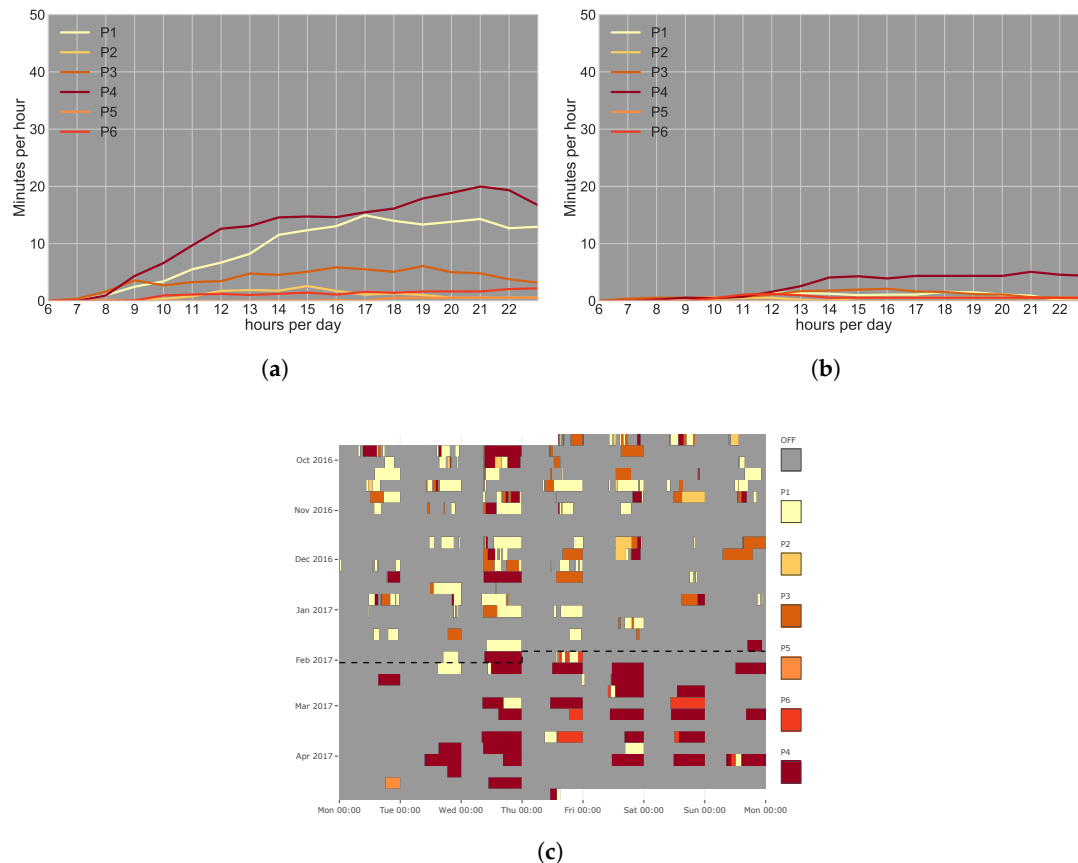 50
40
30
20
10
0
Minutes per hour
P1
P2
P3
P4
P5
P6
6 7 8 9 10 11 12 13 14 15 16 17 18 19 20 21 22
hours per day
(a)
50
40
30
20
10
0
Minutes per hour
P1
P2
P3
P4
P5
P6
6 7 8 9 10 11 12 13 14 15 16 17 18 19 20 21 22
hours per day
(b)
Oct 2016
Nov 2016
Dec 2016
Jan 2017
Feb 2017
Mar 2017
Apr 2017
Mon 00:00 Tue 00:00 Wed 00:00 Thu 00:00 Fri 00:00 Sat 00:00 Sun 00:00 Mon 00:00
OFF
P1
P2
P3
P5
P6
P4
(c)